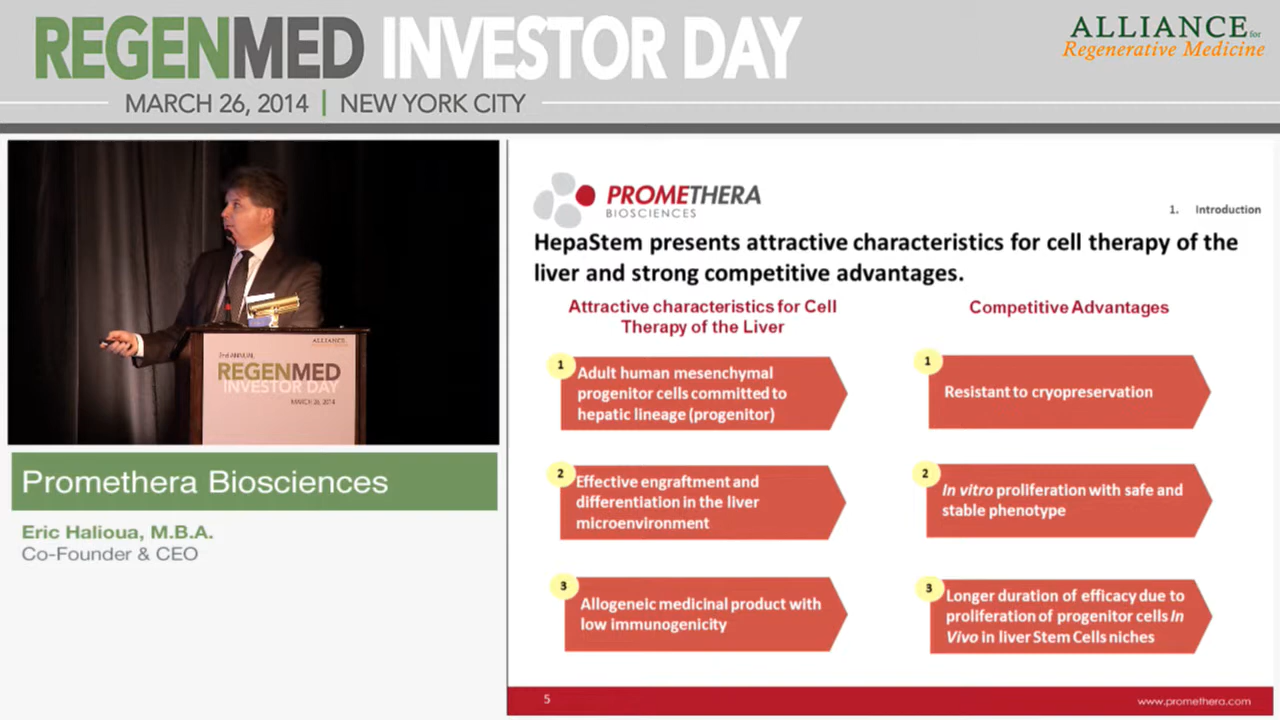 REGENMED INVESTOR DAY
MARCH 26, 2014 | NEW YORK CITY
ALLIANCE for
Regenerative Medicine
ALLIANCE
2nd ANNUAL
REGENMED
INVESTOR DAY
MARCH 26, 2014
Promethera Biosciences
Eric Halioua, M.B.A.
Co-Founder & CEO
PROMETHERA
BIOSCIENCES
1. Introduction
HepaStem presents attractive characteristics for cell therapy of the
liver and strong competitive advantages.
Attractive characteristics for Cell
Therapy of the Liver
1
Adult human mesenchymal
progenitor cells committed to
hepatic lineage (progenitor)
2
Effective engraftment and
differentiation in the liver
microenvironment
3
Allogeneic medicinal product with
low immunogenicity
Competitive Advantages
1
Resistant to cryopreservation
2
In vitro proliferation with safe and
stable phenotype
3
Longer duration of efficacy due to
proliferation of progenitor cells In
Vivo in liver Stem Cells niches
5
www.promethera.com